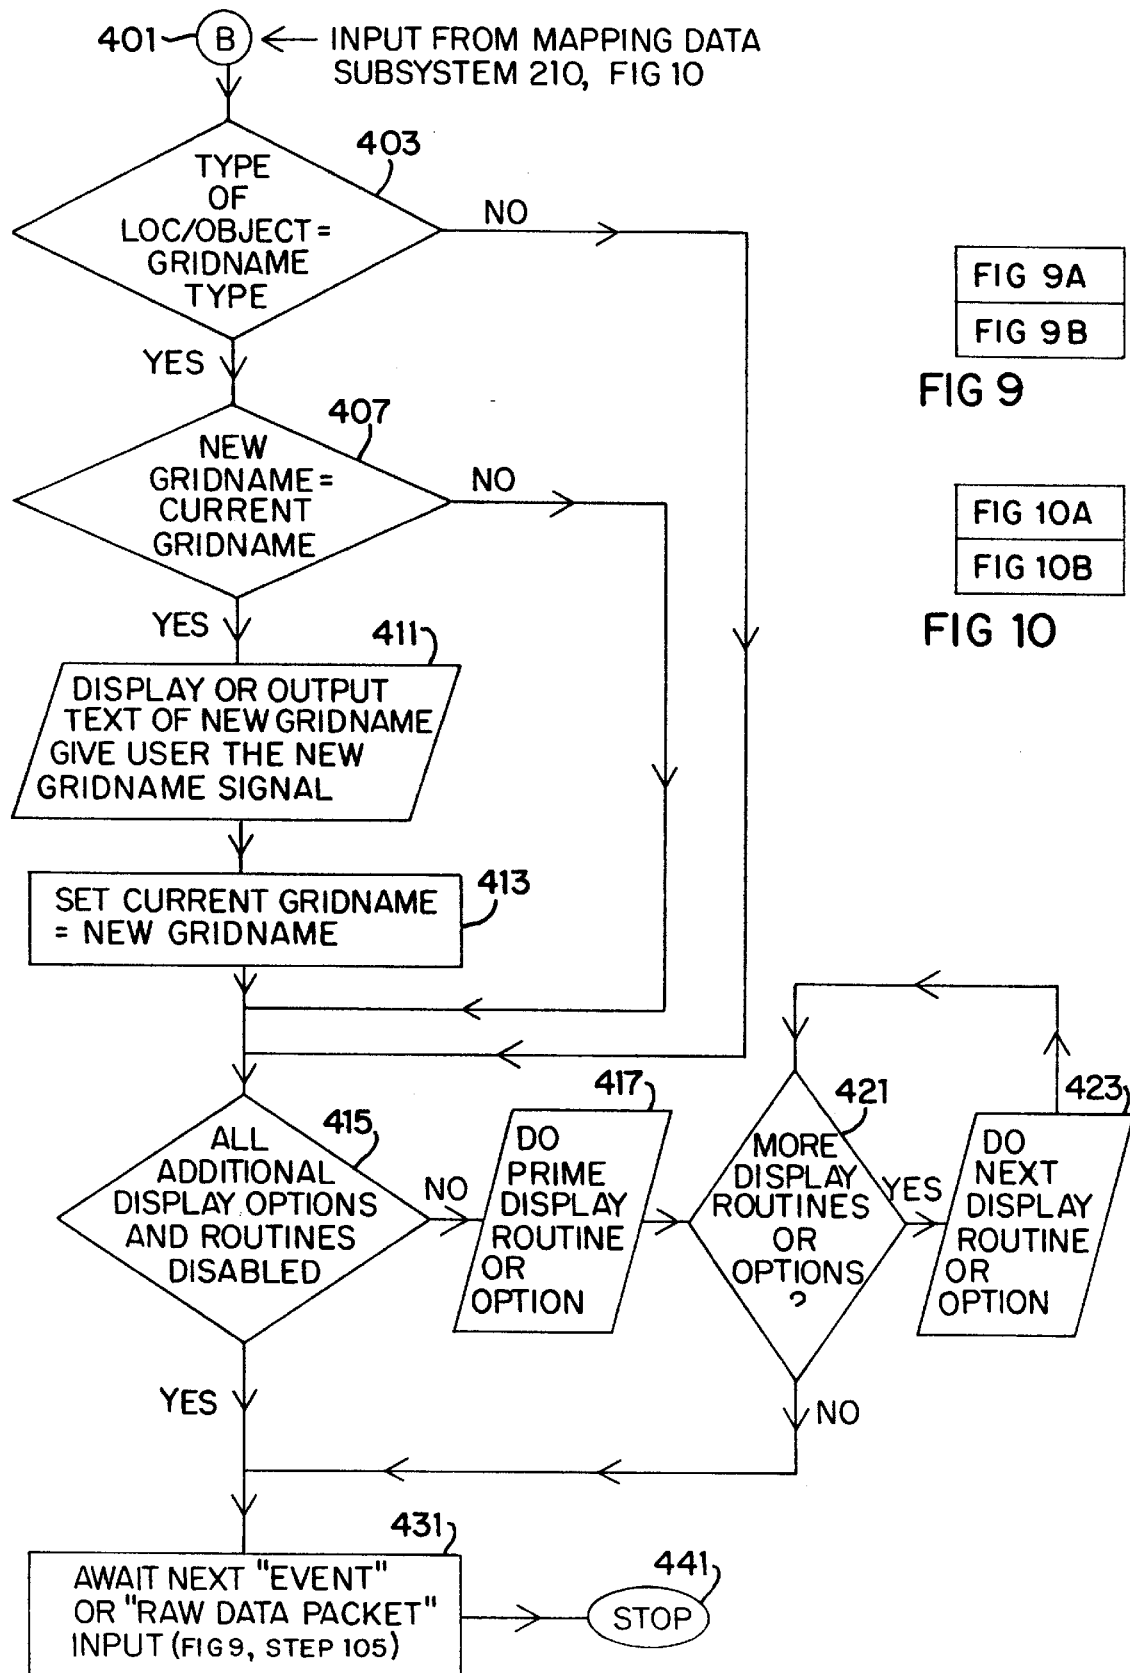 401
B
INPUT FROM MAPPING DATA
SUBSYSTEM 210, FIG 10
403
TYPE
OF
LOC/OBJECT=
GRIDNAME
TYPE
NO
YES
FIG 9A
FIG 9B
FIG 9
407
NEW
GRIDNAME=
CURRENT
GRIDNAME
NO
YES
FIG 10A
FIG 10B
FIG 10
411
DISPLAY OR OUTPUT
TEXT OF NEW GRIDNAME
GIVE USER THE NEW
GRIDNAME SIGNAL
413
SET CURRENT GRIDNAME
= NEW GRIDNAME
415
ALL
ADDITIONAL
DISPLAY OPTIONS
AND ROUTINES
DISABLED
NO
YES
417
DO
PRIME
DISPLAY
ROUTINE
OR
OPTION
421
MORE
DISPLAY
ROUTINES
OR
OPTIONS
?
YES
NO
423
DO
NEXT
DISPLAY
ROUTINE
OR
OPTION
431
AWAIT NEXT "EVENT"
OR "RAW DATA PACKET"
INPUT (FIG 9, STEP 105)
441
STOP